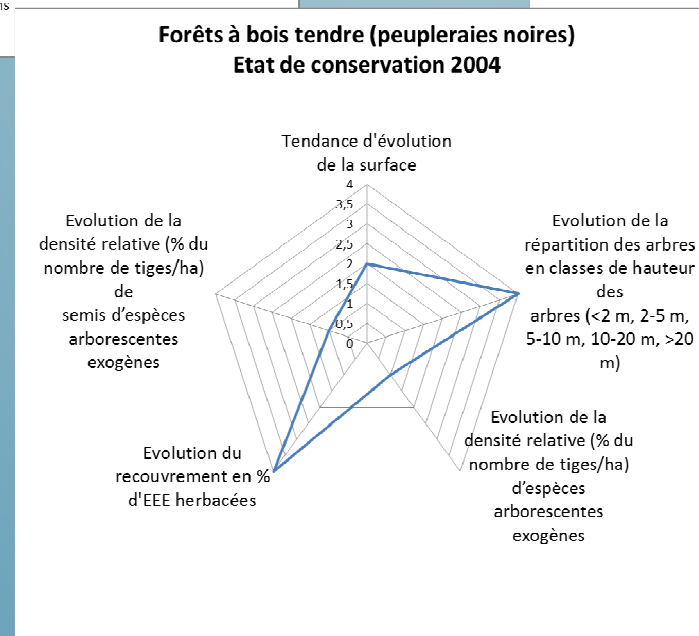 ns
Forêts à bois tendre (peupleraies noires)
Etat de conservation 2004
Tendance d'évolution
de la surface
4
3,5
3
2,5
2
1,5
1
0,5
0
Evolution de la
répartition des arbres
en classes de hauteur
des
arbres (<2 m, 2-5 m,
5-10 m, 10-20 m, >20
m)
Evolution de la
densité relative (% du
nombre de tiges/ha)
d’espèces
arborescentes
exogènes
Evolution du
recouvrement en %
d'EEE herbacées
Evolution de la
densité relative (% du
nombre de tiges/ha)
de
semis d’espèces
arborescentes
exogènes